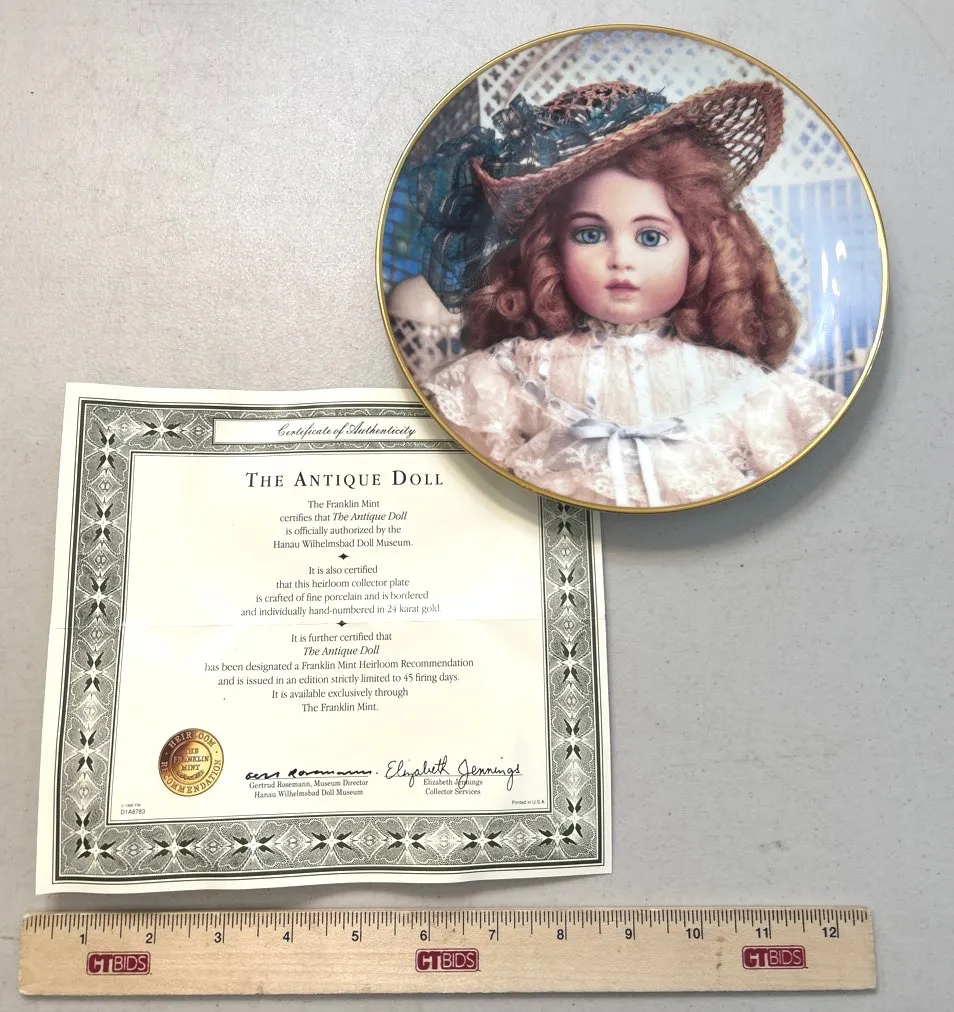 Certificate of Authenticity
THE ANTIQUE DOLL
The Franklin Mint
certifies that The Antique Doll
is officially authorized by the
Hanau Wilhelmsbad Doll Museum.
It is also certified
that this heirloom collector plate
is crafted of fine porcelain and is bordered
and individually hand-numbered in 24 karat gold.
It is further certified that
The Antique Doll
has been designated a Franklin Mint Heirloom Recommendation
and is issued in an edition strictly limited to 45 firing days.
It is available exclusively through
The Franklin Mint.
HEIRLOOM
THE
FRANKLIN
MINT
RECOMMENDATION
Elizabeth Jennings
Gertrud Rosemann, Museum Director
Hanau Wilhelmsbad Doll Museum
Elizabeth Jennings
Collector Services
D1A8783
Printed in U.S.A.
1 2 3 4 5 6 7 8 9 10 11 12
CTBIDS CTBIDS CTBIDS